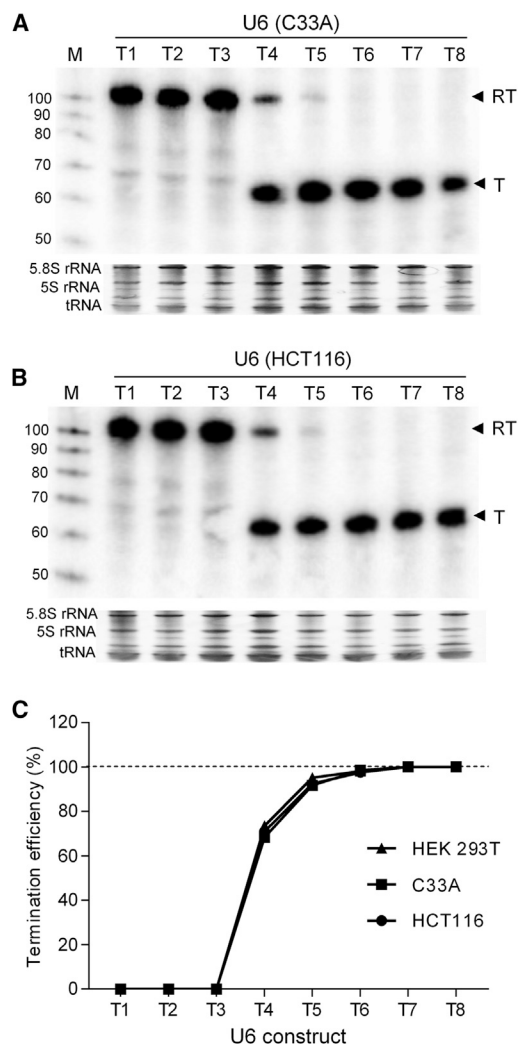 A
U6 (C33A)
M T1 T2 T3 T4 T5 T6 T7 T8
100
90
80
70
60
50
◄ RT
◄ T
5.8S rRNA
5S rRNA
tRNA
B
U6 (HCT116)
M T1 T2 T3 T4 T5 T6 T7 T8
100
90
80
70
60
50
◄ RT
◄ T
5.8S rRNA
5S rRNA
tRNA
C
Termination efficiency (%)
120
100
80
60
40
20
0
HEK 293T
C33A
HCT116
T1 T2 T3 T4 T5 T6 T7 T8
U6 construct